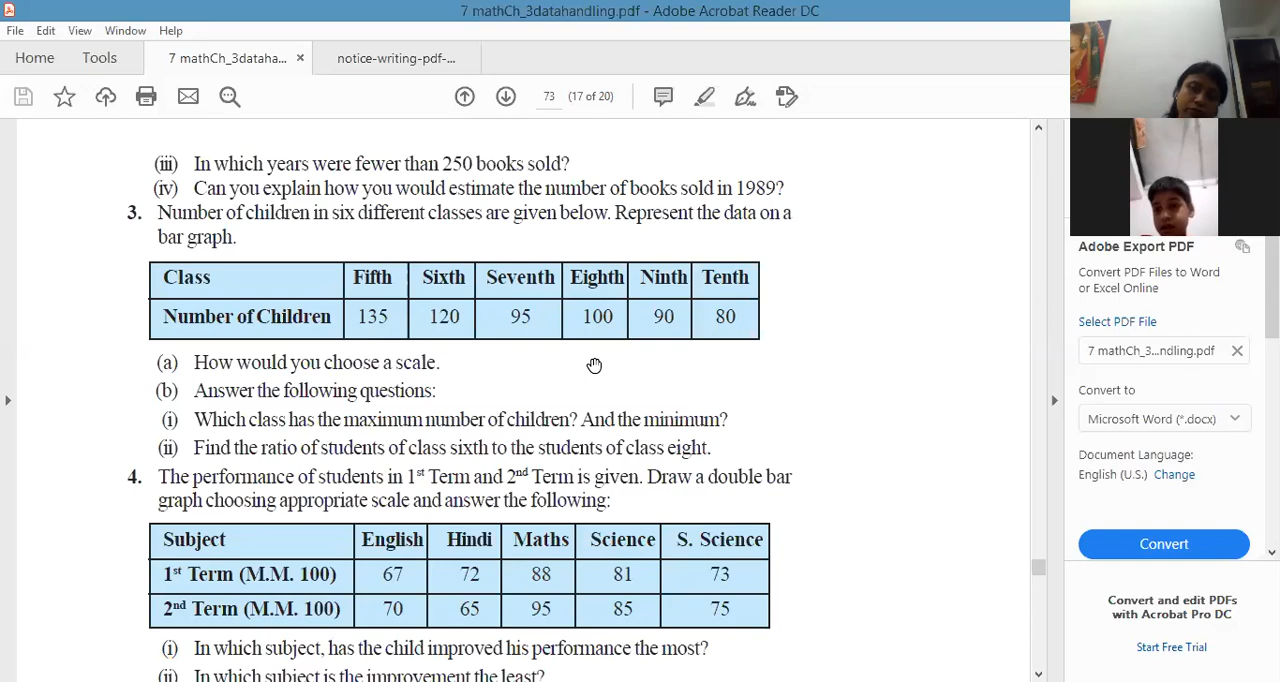 7 mathCh_3datahandling.pdf - Adobe Acrobat Reader DC
File Edit View Window Help
Home Tools 7 mathCh_3dataha... × notice-writing-pdf-...
73 (17 of 20)
(iii) In which years were fewer than 250 books sold?
(iv) Can you explain how you would estimate the number of books sold in 1989?
3. Number of children in six different classes are given below. Represent the data on a
bar graph.
Class Fifth Sixth Seventh Eighth Ninth Tenth
Number of Children 135 120 95 100 90 80
(a) How would you choose a scale.
(b) Answer the following questions:
(i) Which class has the maximum number of children? And the minimum?
(ii) Find the ratio of students of class sixth to the students of class eight.
4. The performance of students in 1st Term and 2nd Term is given. Draw a double bar
graph choosing appropriate scale and answer the following:
Subject English Hindi Maths Science S. Science
1st Term (M.M. 100) 67 72 88 81 73
2nd Term (M.M. 100) 70 65 95 85 75
(i) In which subject, has the child improved his performance the most?
(ii) In which subject is the improvement the least?
Adobe Export PDF
Convert PDF Files to Word
or Excel Online
Select PDF File
7 mathCh_3...ndling.pdf ×
Convert to
Microsoft Word (*.docx)
Document Language:
English (U.S.) Change
Convert
Convert and edit PDFs
with Acrobat Pro DC
Start Free Trial